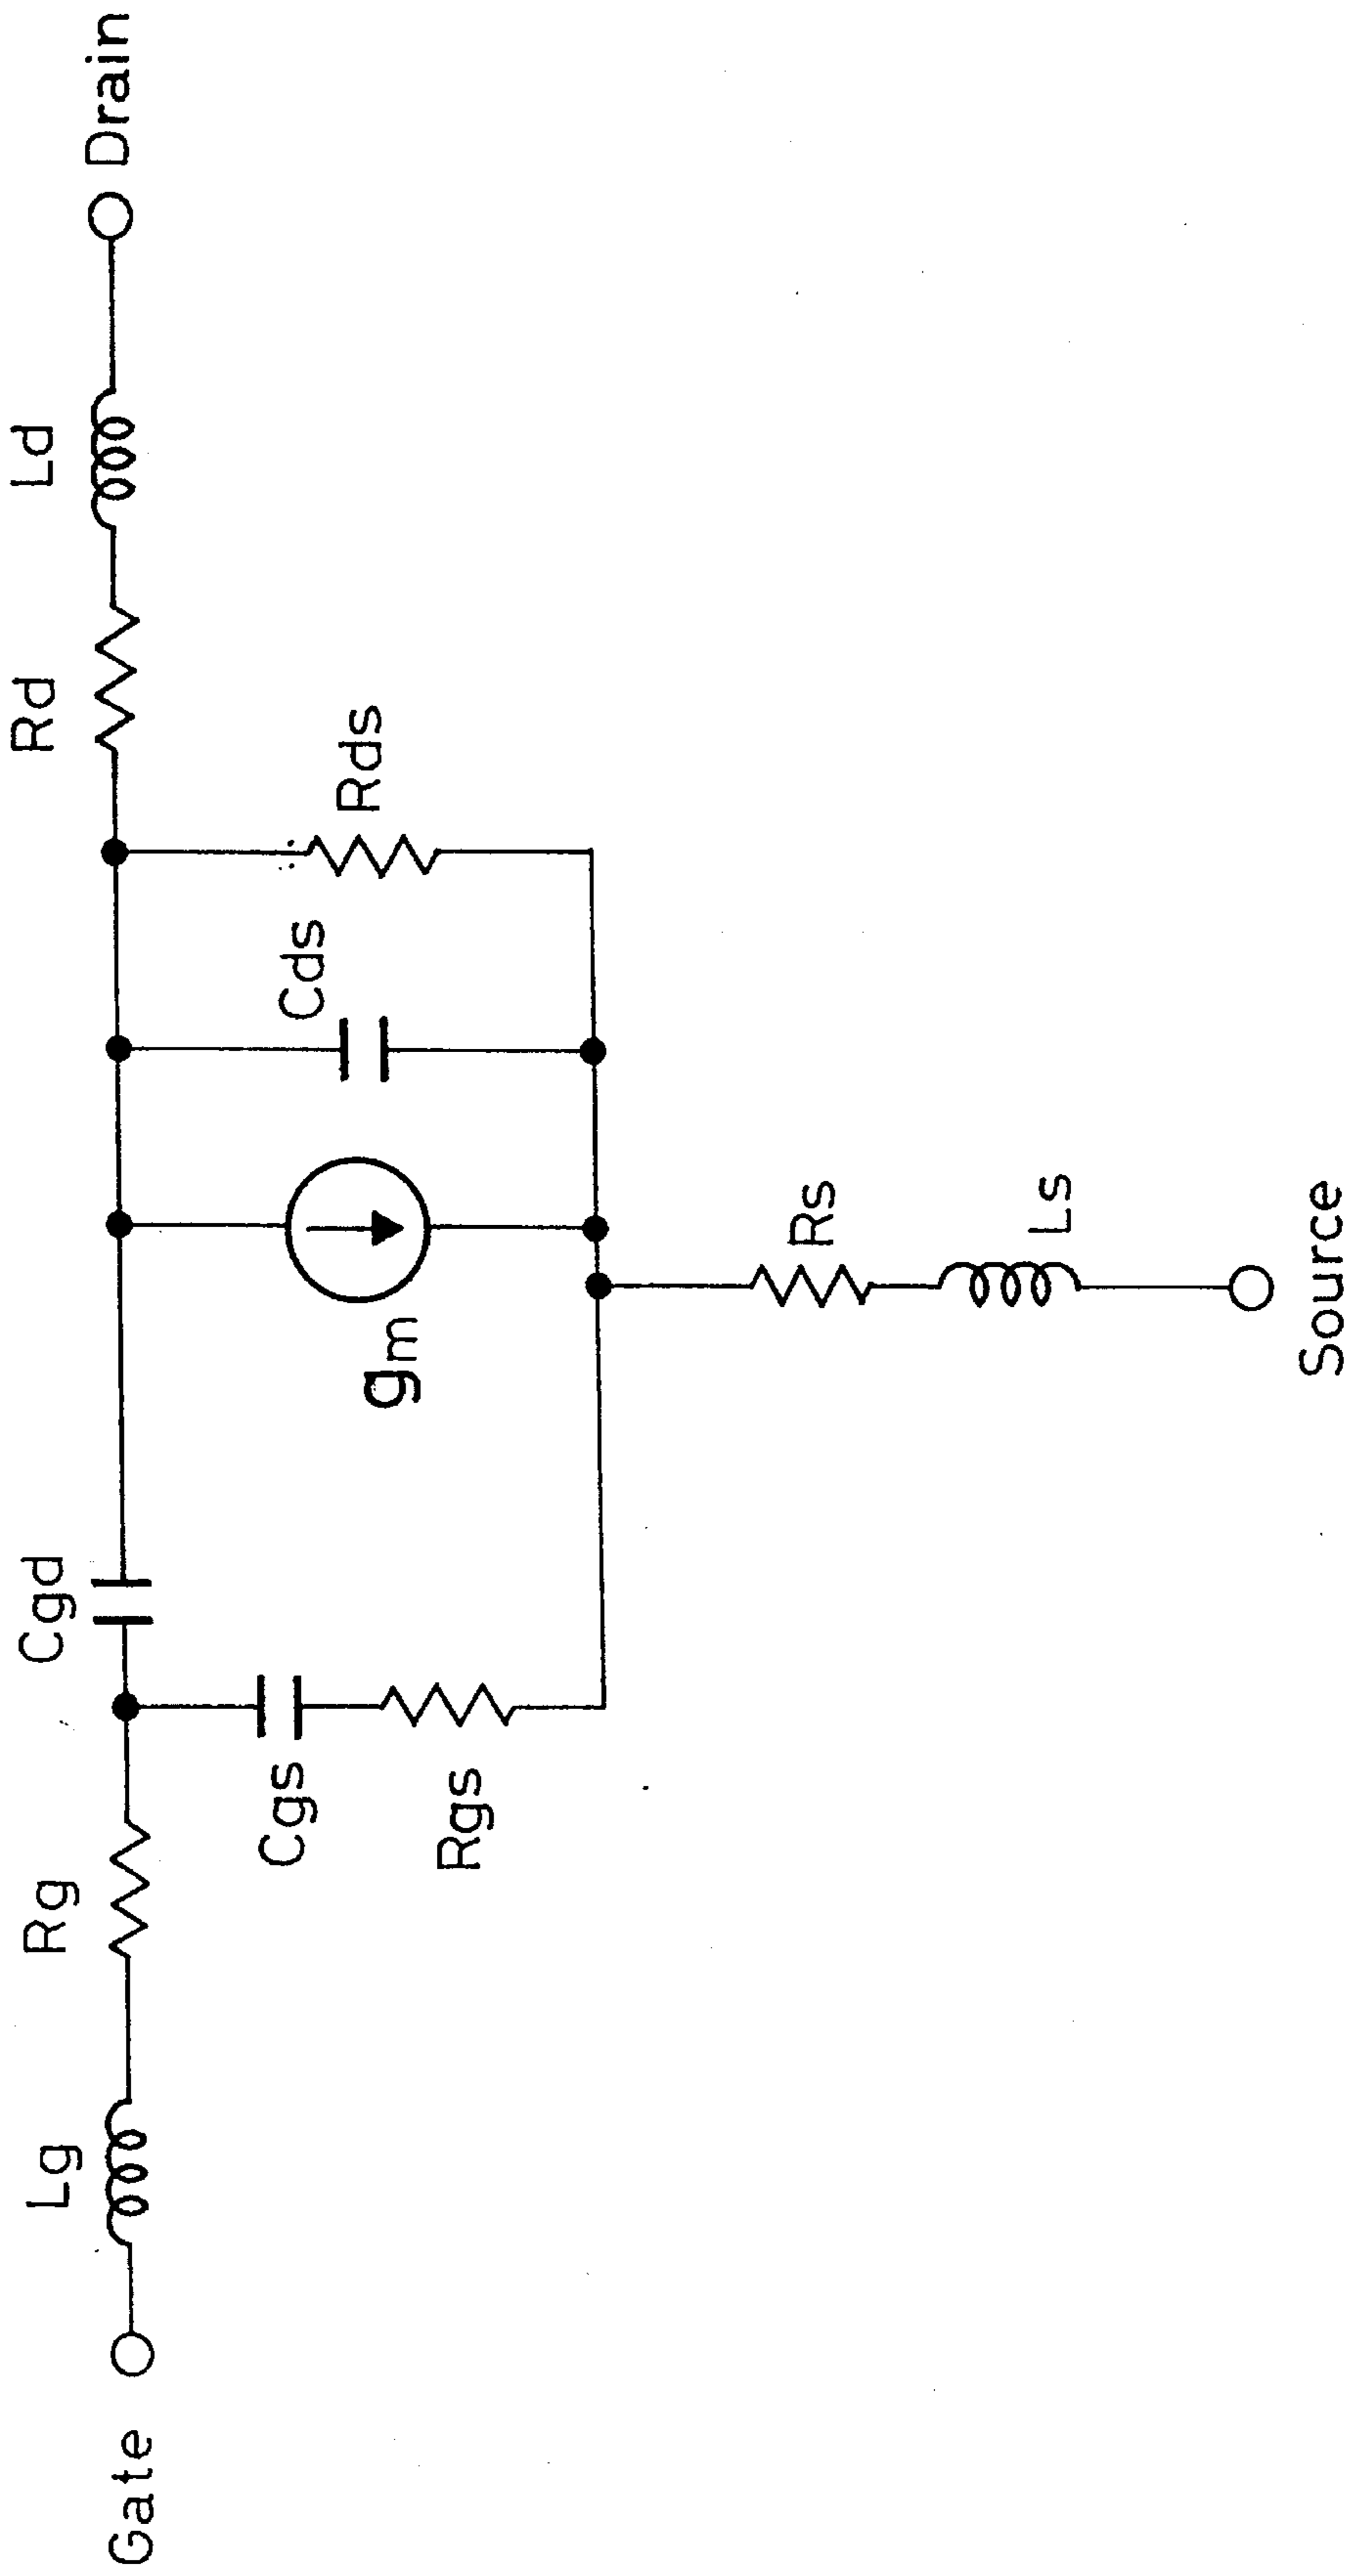 Lg
Rg
Cgd
Rd
Ld
Gate
Drain
Cgs
Rgs
gm
Cds
Rds
Rs
Ls
Source